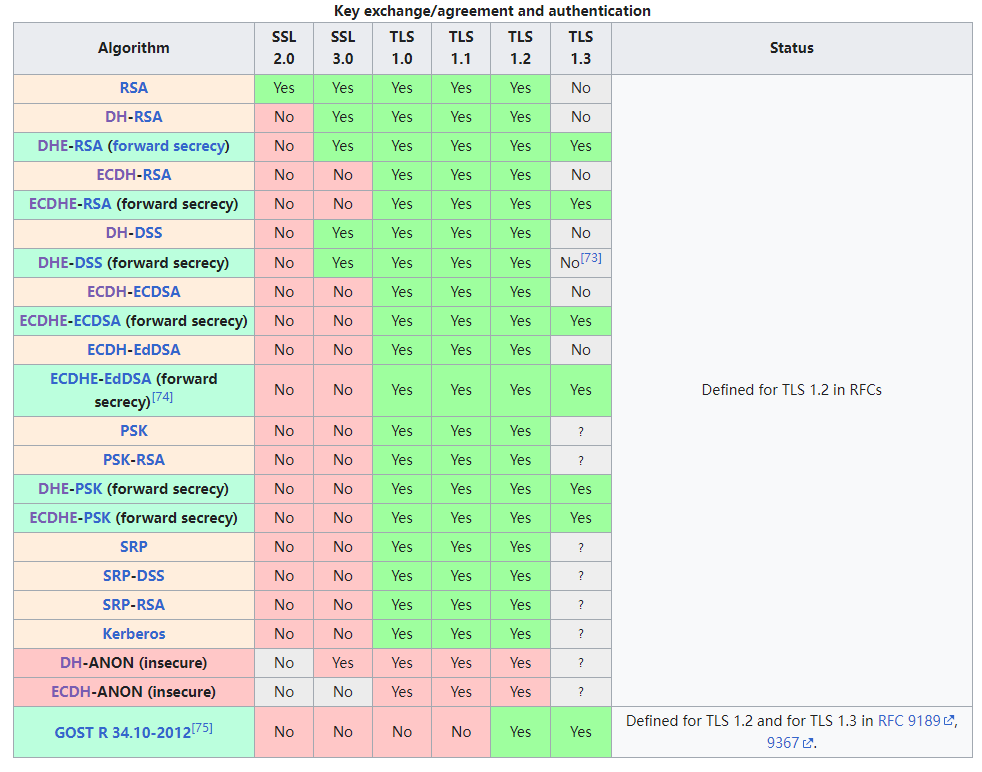 Key exchange/agreement and authentication
Algorithm SSL 2.0 SSL 3.0 TLS 1.0 TLS 1.1 TLS 1.2 TLS 1.3 Status
RSA Yes Yes Yes Yes Yes No
DH-RSA No Yes Yes Yes Yes No
DHE-RSA (forward secrecy) No Yes Yes Yes Yes Yes
ECDH-RSA No No Yes Yes Yes No
ECDHE-RSA (forward secrecy) No No Yes Yes Yes Yes
DH-DSS No Yes Yes Yes Yes No
DHE-DSS (forward secrecy) No Yes Yes Yes Yes No[73]
ECDH-ECDSA No No Yes Yes Yes No
ECDHE-ECDSA (forward secrecy) No No Yes Yes Yes Yes
ECDH-EdDSA No No Yes Yes Yes No
ECDHE-EdDSA (forward secrecy)[74] No No Yes Yes Yes Yes Defined for TLS 1.2 in RFCs
PSK No No Yes Yes Yes ?
PSK-RSA No No Yes Yes Yes ?
DHE-PSK (forward secrecy) No No Yes Yes Yes Yes
ECDHE-PSK (forward secrecy) No No Yes Yes Yes Yes
SRP No No Yes Yes Yes ?
SRP-DSS No No Yes Yes Yes ?
SRP-RSA No No Yes Yes Yes ?
Kerberos No No Yes Yes Yes ?
DH-ANON (insecure) No Yes Yes Yes Yes ?
ECDH-ANON (insecure) No No Yes Yes Yes ?
GOST R 34.10-2012[75] No No No No Yes Yes Defined for TLS 1.2 and for TLS 1.3 in RFC 9189, 9367.